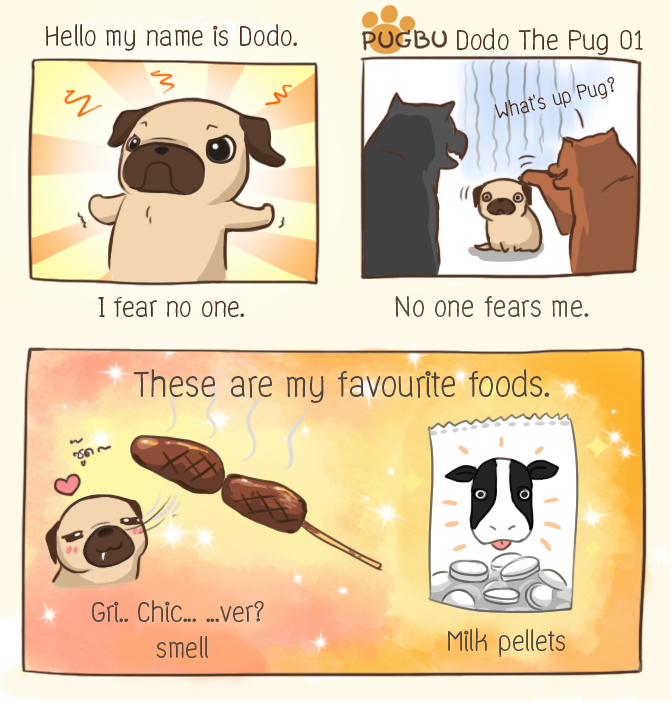 Hello my name is Dodo.
PUGBU Dodo The Pug 01
What's up Pug?
I fear no one.
No one fears me.
These are my favourite foods.
Gri.. Chic... ...ver?
smell
Milk pellets